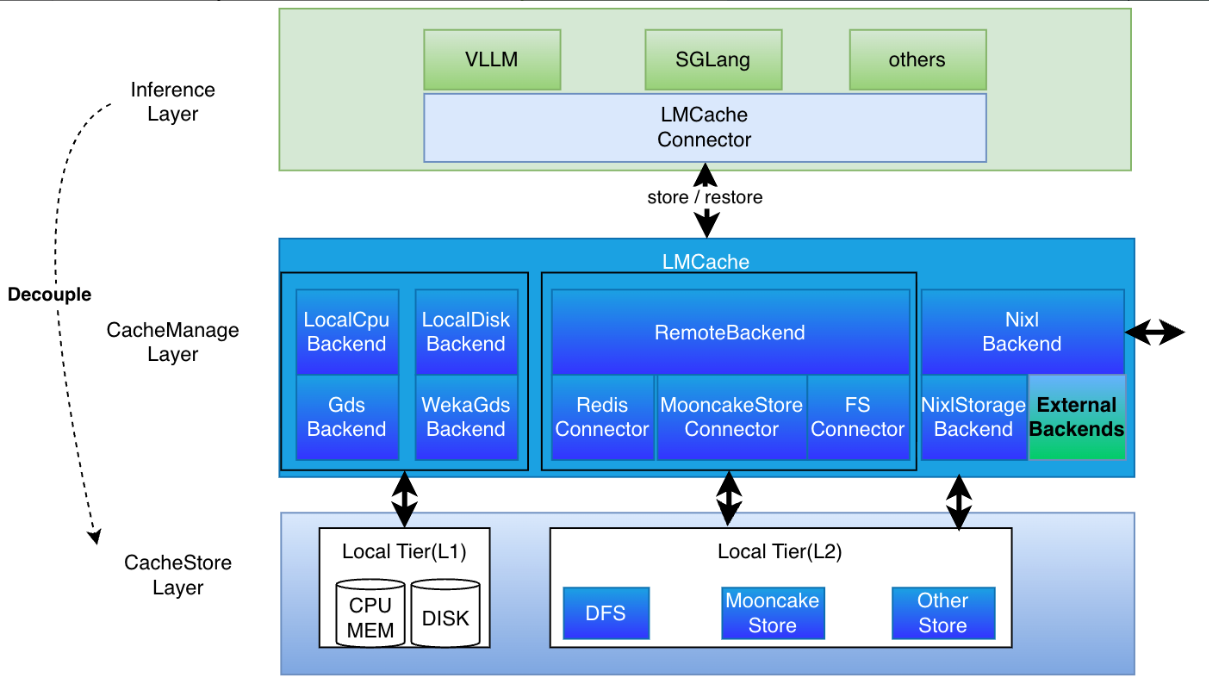 VLLM
SGLang
others
Inference
Layer
LMCache
Connector
store / restore
LMCache
Decouple
CacheManage
Layer
LocalCpu
Backend
LocalDisk
Backend
RemoteBackend
Nixl
Backend
Gds
Backend
WekaGds
Backend
Redis
Connector
MooncakeStore
Connector
FS
Connector
NixlStorage
Backend
External
Backends
CacheStore
Layer
Local Tier(L1)
CPU
MEM
DISK
Local Tier(L2)
DFS
Mooncake
Store
Other
Store